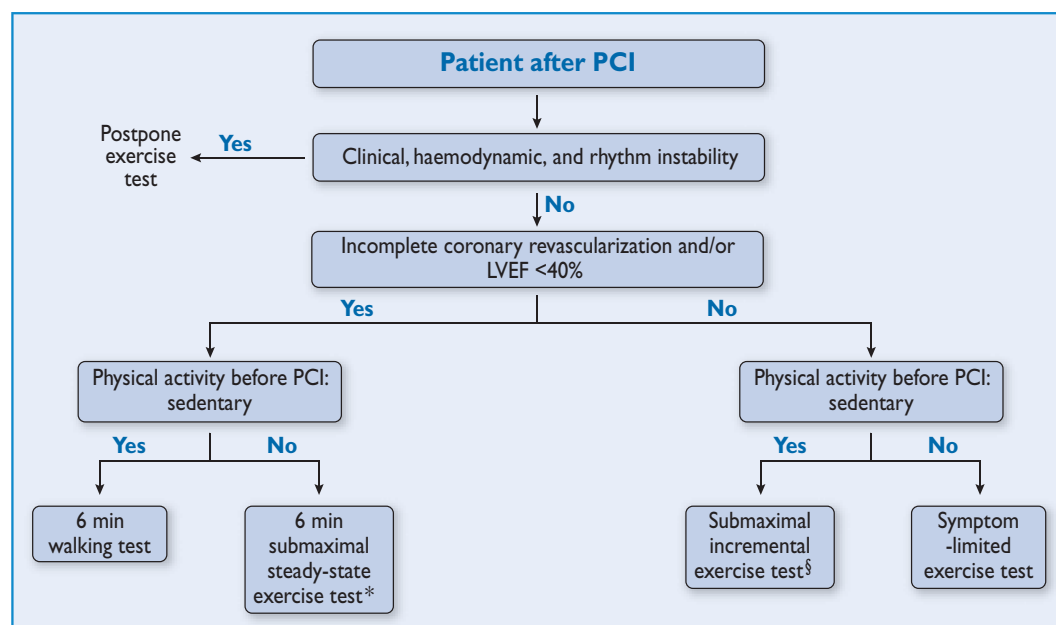 Patient after PCI
Postpone
exercise
test
Yes
Clinical, haemodynamic, and rhythm instability
No
Incomplete coronary revascularization and/or
LVEF <40%
Yes
No
Physical activity before PCI:
sedentary
Physical activity before PCI:
sedentary
Yes
No
Yes
No
6 min
walking test
6 min
submaximal
steady-state
exercise test*
Submaximal
incremental
exercise test§
Symptom
-limited
exercise test